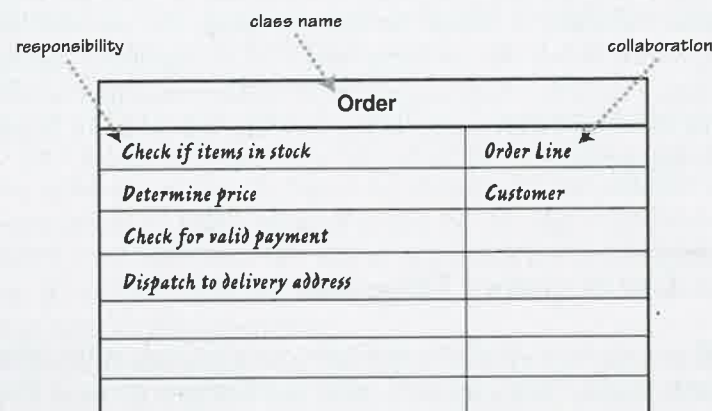 class name
responsibility
collaboration
Order
Check if items in stock
Order Line
Determine price
Customer
Check for valid payment
Dispatch to delivery address